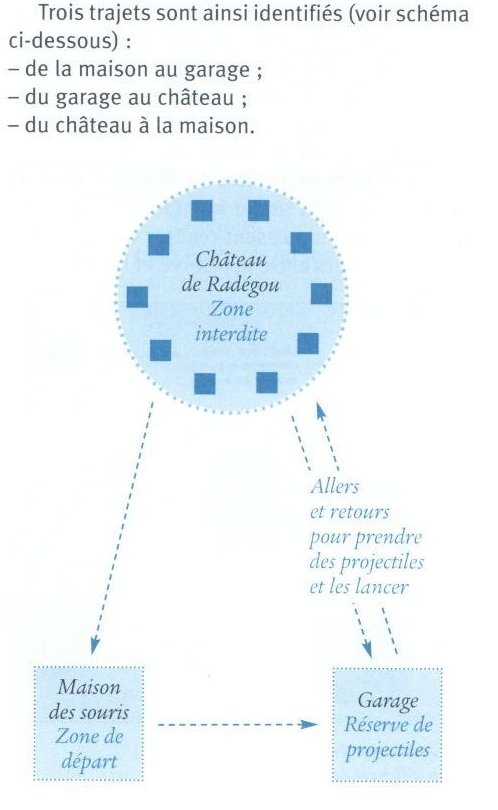 Trois trajets sont ainsi identifiés (voir schéma
ci-dessous) :
– de la maison au garage ;
– du garage au château ;
– du château à la maison.
Château
de Radégou
Zone
interdite
Allers
et retours
pour prendre
des projectiles
et les lancer
Maison
des souris
Zone de
départ
Garage
Réserve de
projectiles